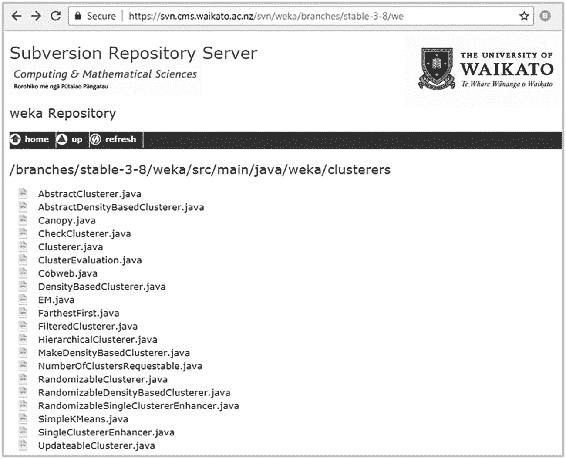 Secure | https://svn.cms.waikato.ac.nz/svn/weka/branches/stable-3-8/we
Subversion Repository Server
Computing & Mathematical Sciences
Rorohiko me ngā Pūtaiao Pāngarau
THE UNIVERSITY OF
WAIKATO
Te Whare Wānanga o Waikato
weka Repository
home up refresh
/branches/stable-3-8/weka/src/main/java/weka/clusterers
AbstractClusterer.java
AbstractDensityBasedClusterer.java
Canopy.java
CheckClusterer.java
Clusterer.java
ClusterEvaluation.java
Cobweb.java
DensityBasedClusterer.java
EM.java
FarthestFirst.java
FilteredClusterer.java
HierarchicalClusterer.java
MakeDensityBasedClusterer.java
NumberOfClustersRequestable.java
RandomizableClusterer.java
RandomizableDensityBasedClusterer.java
RandomizableSingleClustererEnhancer.java
SimpleKMeans.java
SingleClustererEnhancer.java
UpdateableClusterer.java